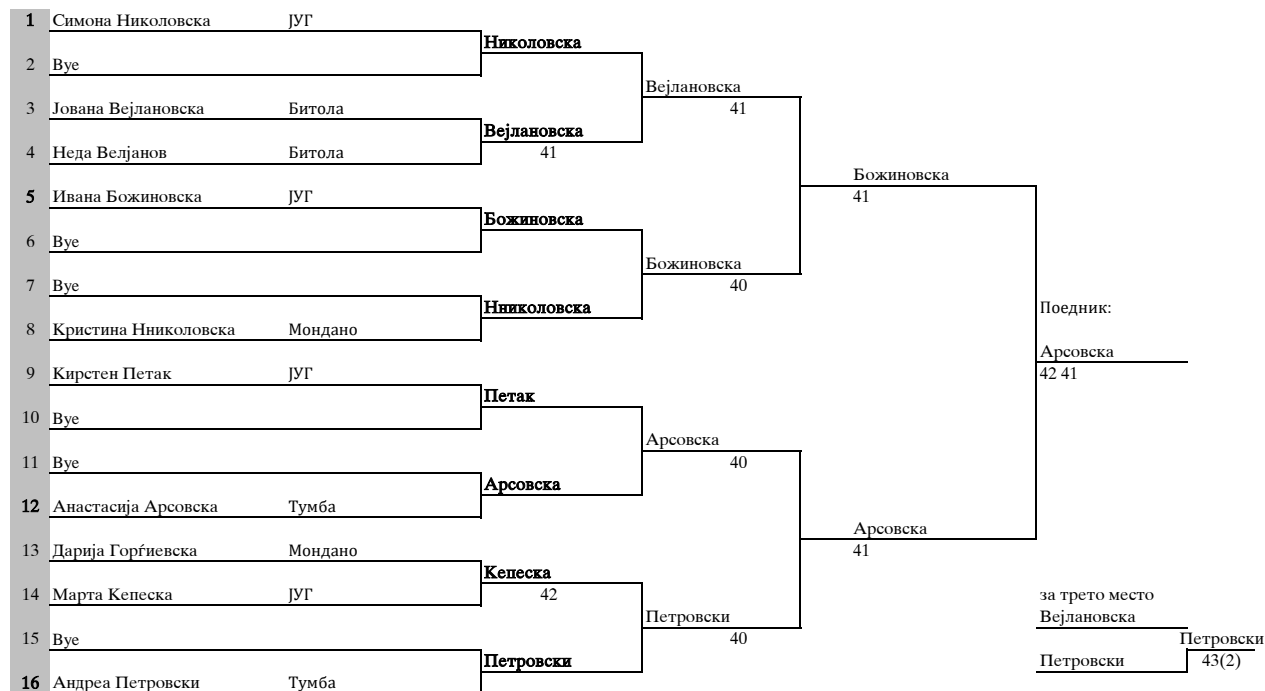 1 Симона Николовска ЈУГ
Николовска
2 Bye
Вејлановска
3 Јована Вејлановска Битола
41
Вејлановска
4 Неда Велјанов Битола
41
Божиновска
5 Ивана Божиновска ЈУГ
41
Божиновска
6 Bye
Божиновска
7 Bye
40
Нниколовска
Поедник:
8 Кристина Нниколовска Мондано
Арсовска
9 Кирстен Петак ЈУГ
42 41
Петак
10 Bye
Арсовска
11 Bye
40
Арсовска
12 Анастасија Арсовска Тумба
Арсовска
13 Дарија Горѓиевска Мондано
41
Кепеска
14 Марта Кепеска ЈУГ
42
за трето место
Петровски
Вејлановска
15 Bye
40
Петровски
Петровски
Петровски
43(2)
16 Андреа Петровски Тумба